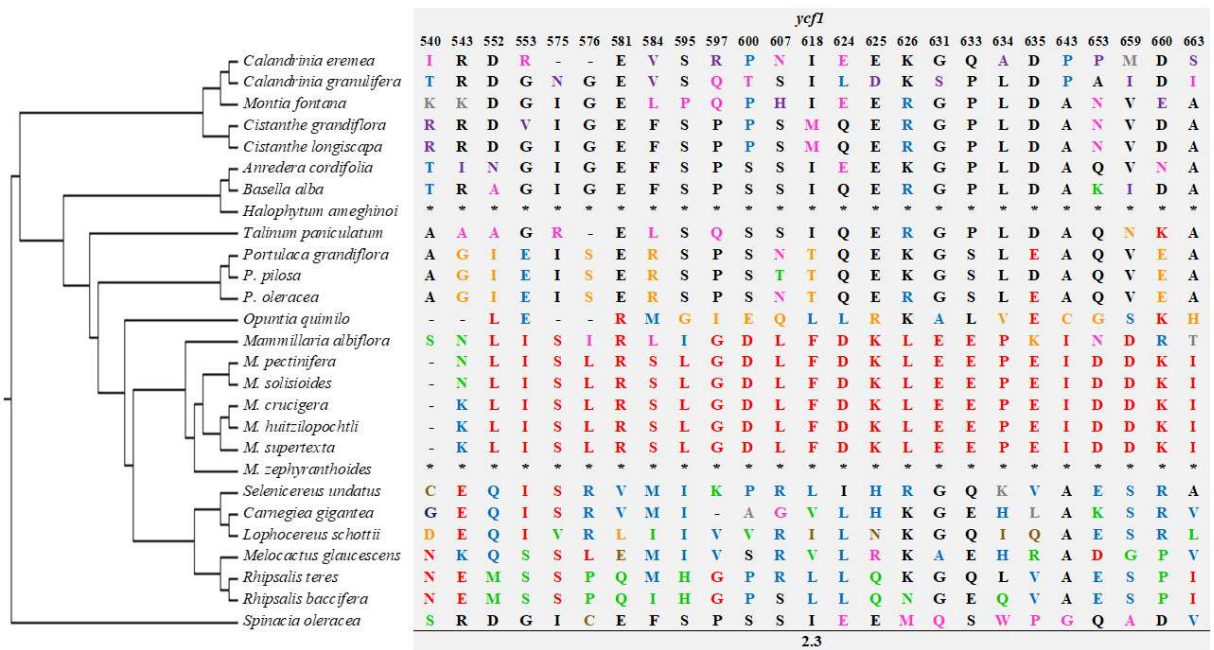 ycf1
540 543 552 553 575 576 581 584 595 597 600 607 618 624 625 626 631 633 634 635 643 653 659 660 663
Calandrinia eremea I R D R - - E V S R P N I E E K G Q A D P P M D S
Calandrinia granulifera T R D G N G E V S Q T S I L D K S P L D P A I D I
Montia fontana K K D G I G E L P Q P H I E E R G P L D A N V E A
Cistanthe grandiflora R R D V I G E F S P P S M Q E R G P L D A N V D A
Cistanthe longiscapa R R D G I G E F S P P S M Q E R G P L D A N V D A
Anredera cordifolia T I N G I G E F S P S S I E E K G P L D A Q V N A
Basella alba T R A G I G E F S P S S I Q E R G P L D A K I D A
Halophytum ameghinoi * * * * * * * * * * * * * * * * * * * * * * * * *
Talinum paniculatum A A A G R - E L S Q S S I Q E R G P L D A Q N K A
Portulaca grandiflora A G I E I S E R S P S N T Q E K G S L E A Q V E A
P. pilosa A G I E I S E R S P S T T Q E K G S L D A Q V E A
P. oleracea A G I E I S E R S P S N T Q E R G S L E A Q V E A
Opuntia quimilo - - L E - - R M G I E Q L L R K A L V E C G S K H
Mammillaria albiflora S N L I S I R L I G D L F D K L E E P K I N D R T
M. pectinifera - N L I S L R S L G D L F D K L E E P E I D D K I
M. solisioides - N L I S L R S L G D L F D K L E E P E I D D K I
M. crucigera - K L I S L R S L G D L F D K L E E P E I D D K I
M. huitzilopochtli - K L I S L R S L G D L F D K L E E P E I D D K I
M. supertexta - K L I S L R S L G D L F D K L E E P E I D D K I
M. zephyranthoides * * * * * * * * * * * * * * * * * * * * * * * * *
Selenicereus undatus C E Q I S R V M I K P R L I H R G Q K V A E S R A
Carnegiea gigantea G E Q I S R V M I - A G V L H K G E H L A K S R V
Lophocereus schottii D E Q I V R L I I V V R I L N K G Q I Q A E S R L
Melocactus glaucescens N K Q S S L E M I V S R V L R K A E H R A D G P V
Rhipsalis teres N E M S S P Q M H G P R L L Q K G Q L V A E S P I
Rhipsalis baccifera N E M S S P Q I H G P S L L Q N G E Q V A E S P I
Spinacia oleracea S R D G I C E F S P S S I E E M Q S W P G Q A D V
2.3